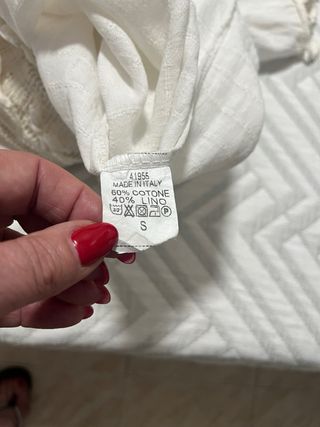 41955
MADE IN ITALY
60% COTONE
40% LINO
S